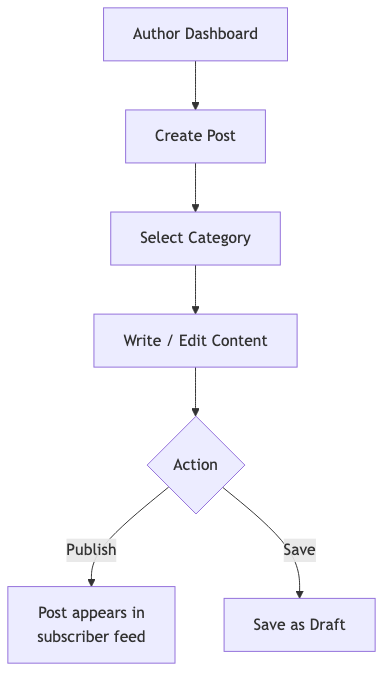 Author Dashboard
Create Post
Select Category
Write / Edit Content
Action
Publish
Save
Post appears in
subscriber feed
Save as Draft